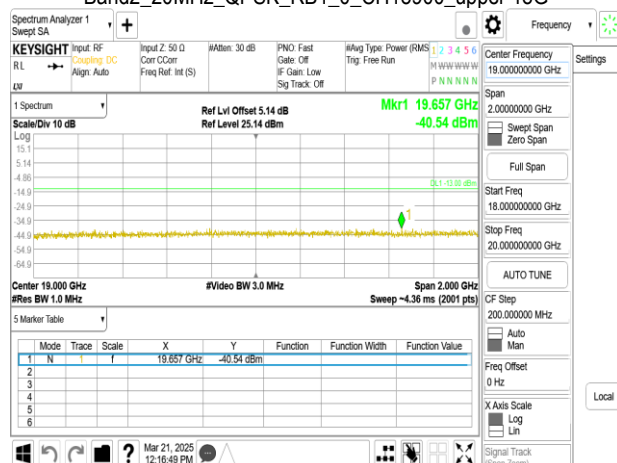 Spectrum Analyzer 1
Swept SA
+
Frequency
KEYSIGHT
RL
LXI
Input: RF
Coupling: DC
Align: Auto
Input Z: 50 Ω
Corr CCorr
Freq Ref: Int (S)
#Atten: 30 dB
PNO: Fast
Gate: Off
IF Gain: Low
Sig Track: Off
#Avg Type: Power (RMS
Trig: Free Run
1 2 3 4 5 6
M W W W W W
P N N N N N
1 Spectrum
Scale/Div 10 dB
Ref Lvl Offset 5.14 dB
Ref Level 25.14 dBm
Mkr1 19.657 GHz
-40.54 dBm
Log
15.1
5.14
-4.86
-14.9
-24.9
-34.9
-44.9
-54.9
-64.9
DL1 -13.00 dBm
1
Center 19.000 GHz
#Res BW 1.0 MHz
#Video BW 3.0 MHz
Span 2.000 GHz
Sweep ~4.36 ms (2001 pts)
5 Marker Table
Mode Trace Scale X Y Function Function Width Function Value
1 N 1 f 19.657 GHz -40.54 dBm
2
3
4
5
6
Mar 21, 2025
12:16:49 PM
Center Frequency
19.000000000 GHz
Span
2.00000000 GHz
Swept Span
Zero Span
Full Span
Start Freq
18.000000000 GHz
Stop Freq
20.000000000 GHz
AUTO TUNE
CF Step
200.000000 MHz
Auto
Man
Freq Offset
0 Hz
X Axis Scale
Log
Lin
Signal Track
Settings
Local